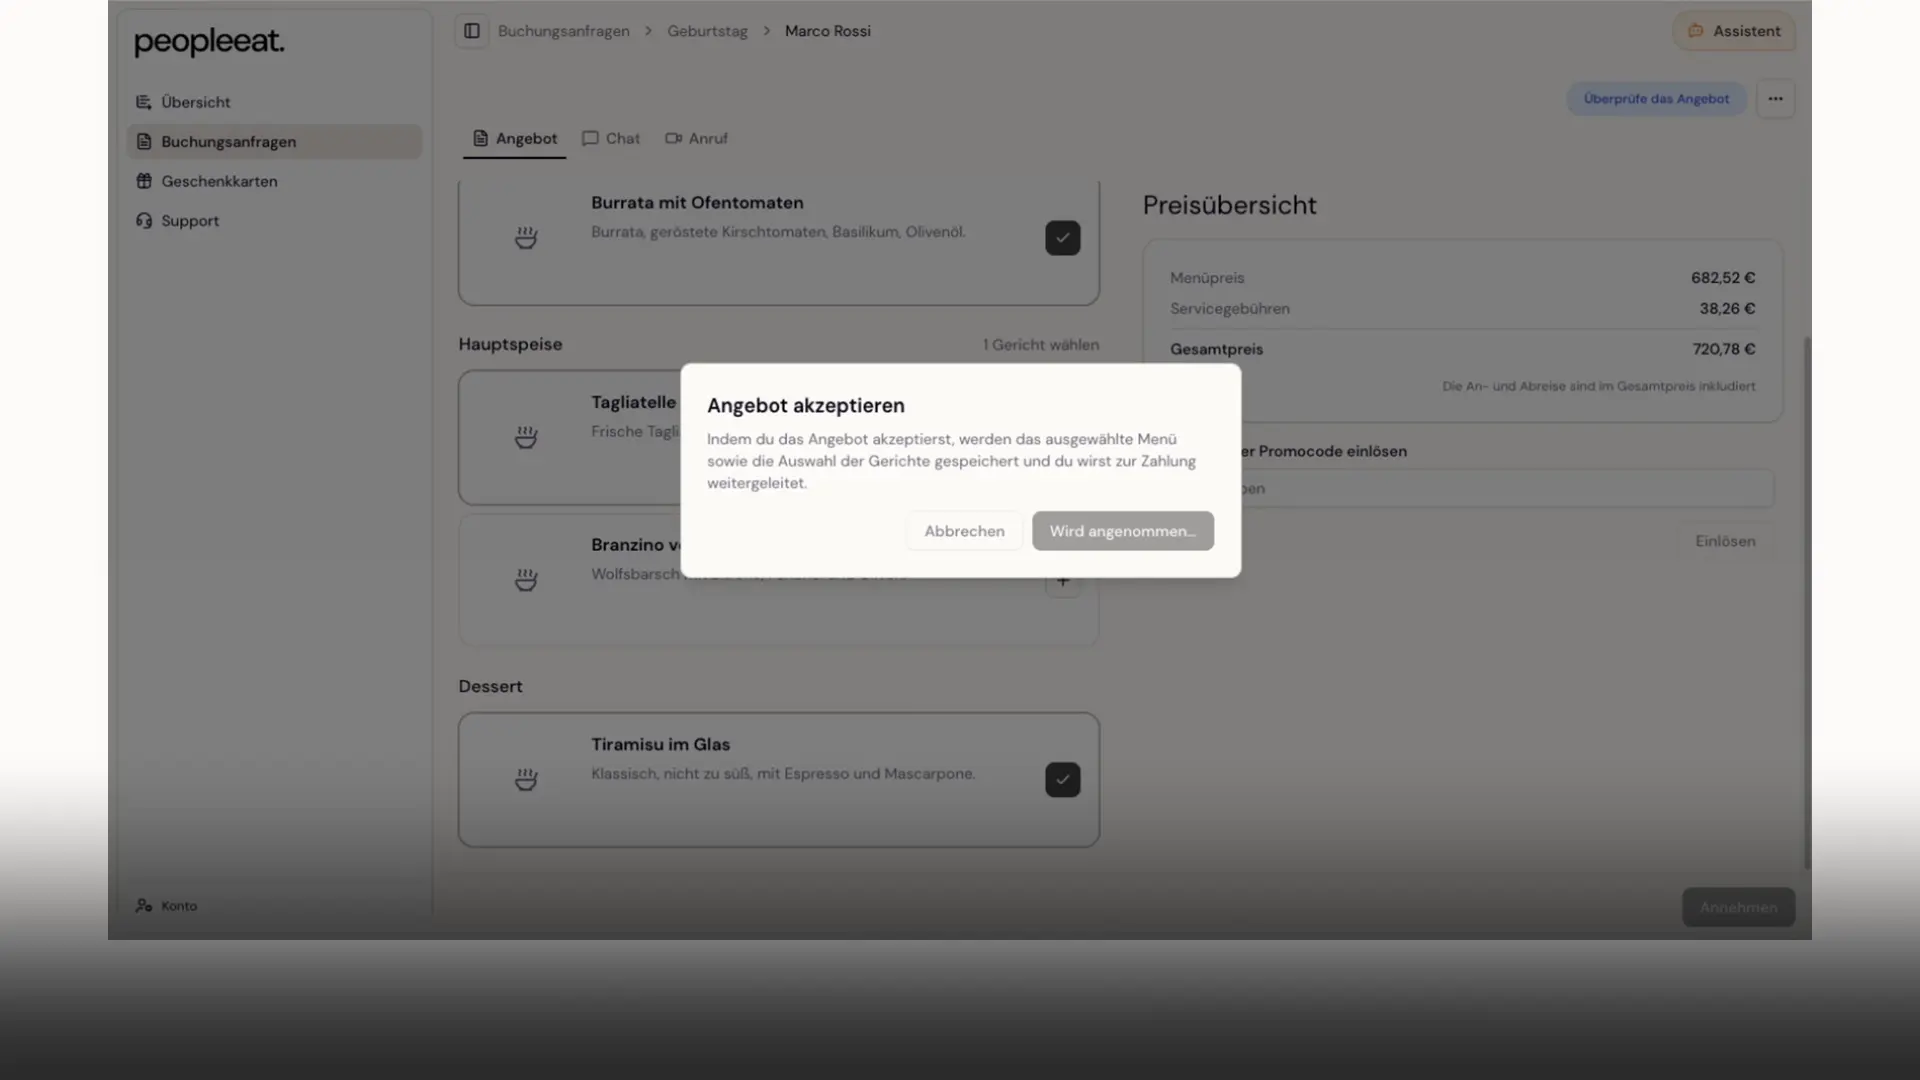 peopleeat.
Übersicht
Buchungsanfragen
Geschenkkarten
Support
Konto
Buchungsanfragen > Geburtstag > Marco Rossi
Assistent
Überprüfe das Angebot
Angebot
Chat
Anruf
Burrata mit Ofentomaten
Burrata, geröstete Kirschtomaten, Basilikum, Olivenöl.
Hauptspeise
1 Gericht wählen
Tagliatelle
Frische Tagli
Branzino v
Wolfsbarsch
Dessert
Tiramisu im Glas
Klassisch, nicht zu süß, mit Espresso und Mascarpone.
Preisübersicht
Menüpreis 682,52 €
Servicegebühren 38,26 €
Gesamtpreis 720,78 €
Die An- und Abreise sind im Gesamtpreis inkludiert
er Promocode einlösen
ben
Einlösen
Annehmen
Angebot akzeptieren
Indem du das Angebot akzeptierst, werden das ausgewählte Menü
sowie die Auswahl der Gerichte gespeichert und du wirst zur Zahlung
weitergeleitet.
Abbrechen
Wird angenommen...